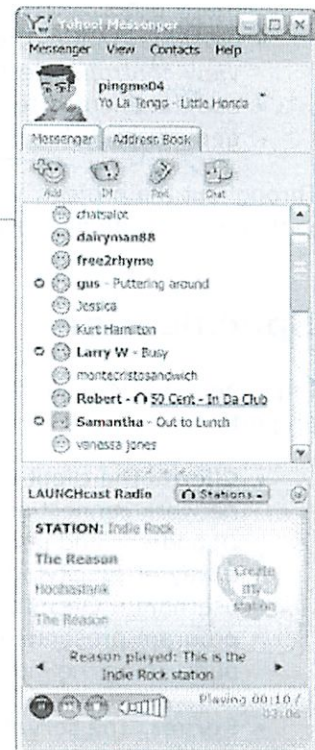 Y! Yahoo! Messenger
Messenger View Contacts Help
pingme04
Yo La Tengo - Little Honda
Messenger Address Book
Add IM Text Chat
chatsalot
dairyman88
free2rhyme
gus - Puttering around
Jessica
Kurt Hamilton
Larry W - Busy
montecristosandwich
Robert - 50 Cent - In Da Club
Samantha - Out to Lunch
vanessa jones
LAUNCHcast Radio Stations
STATION: Indie Rock
The Reason
Hoobastank
The Reason
Create my station
Reason played: This is the
Indie Rock station
Playing 00:10 /
03:06